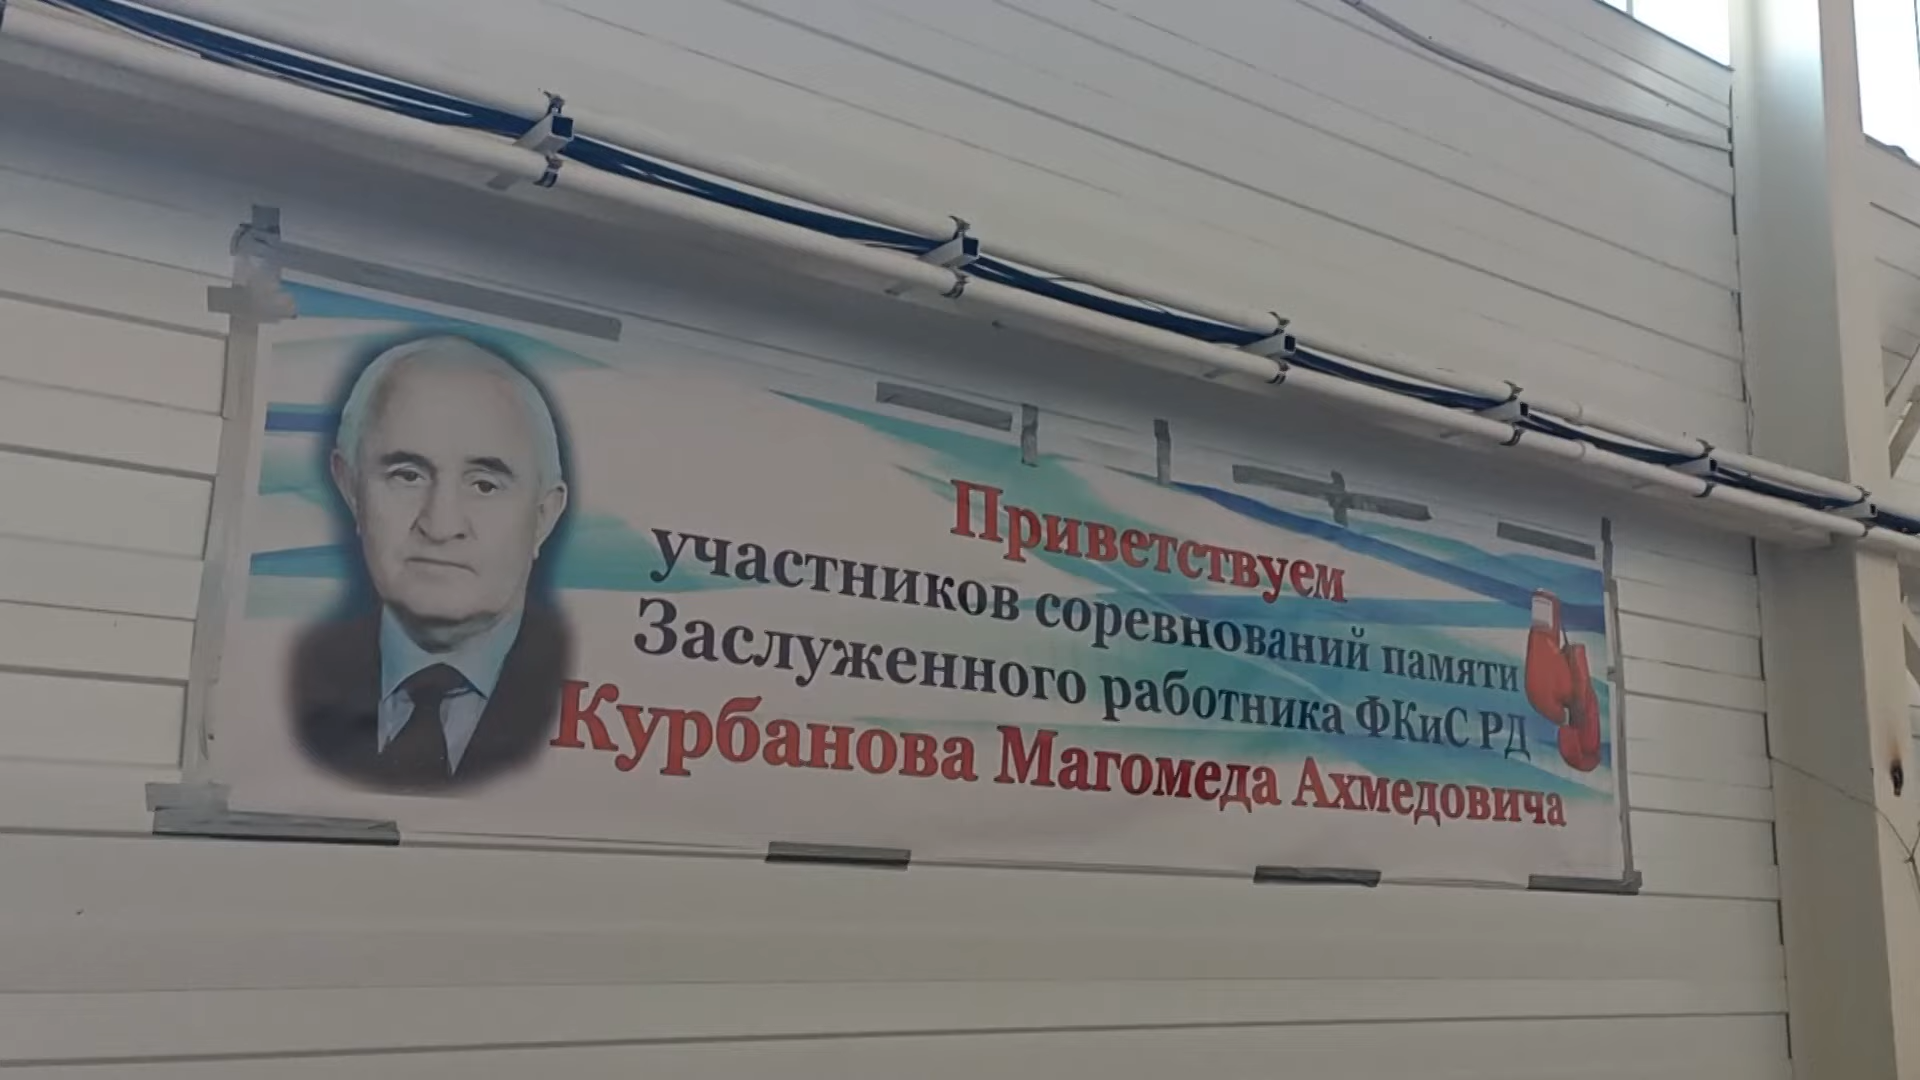 Приветствуем
участников соревнований памяти
Заслуженного работника ФКиС РД
Курбанова Магомеда Ахмедовича